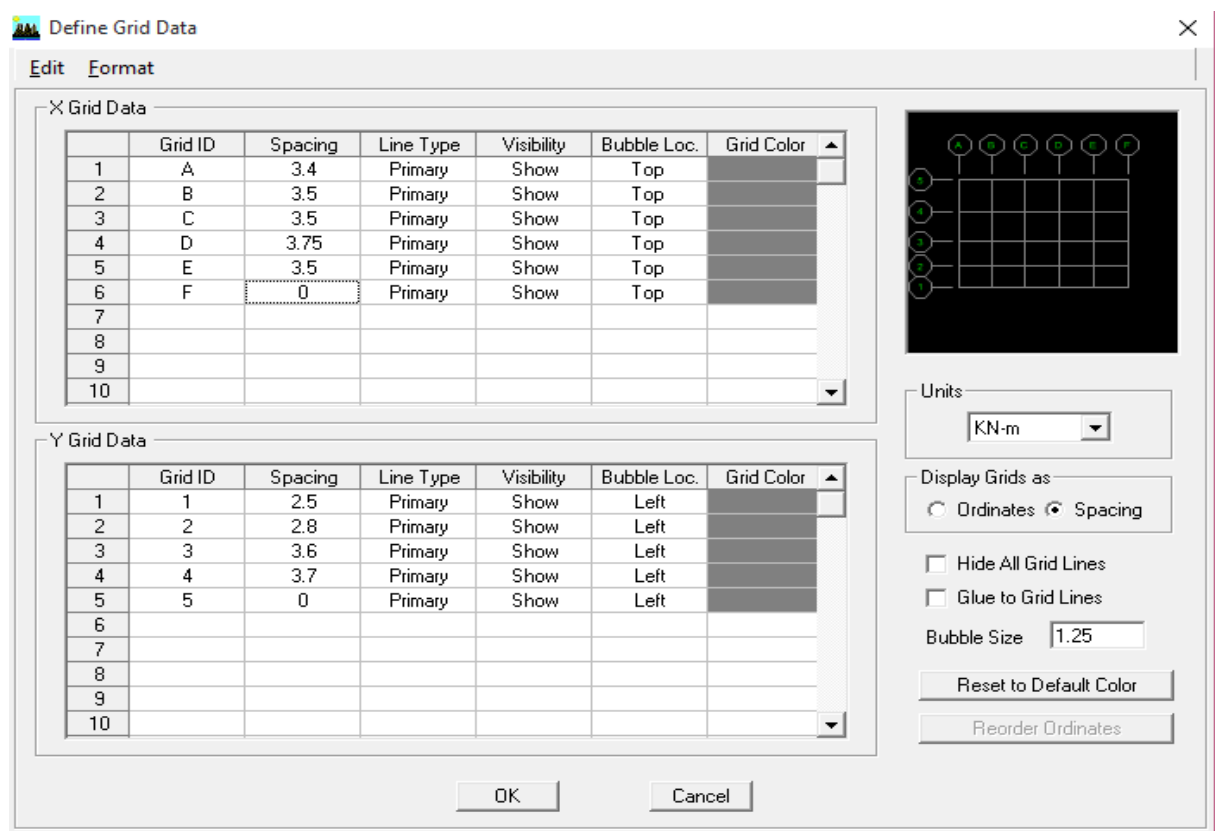 Define Grid Data
Edit Format
X Grid Data
Grid ID Spacing Line Type Visibility Bubble Loc. Grid Color
1 A 3.4 Primary Show Top
2 B 3.5 Primary Show Top
3 C 3.5 Primary Show Top
4 D 3.75 Primary Show Top
5 E 3.5 Primary Show Top
6 F 0 Primary Show Top
7
8
9
10
Y Grid Data
Grid ID Spacing Line Type Visibility Bubble Loc. Grid Color
1 1 2.5 Primary Show Left
2 2 2.8 Primary Show Left
3 3 3.6 Primary Show Left
4 4 3.7 Primary Show Left
5 5 0 Primary Show Left
6
7
8
9
10
A B C D E F
5
4
3
2
1
Units
KN-m
Display Grids as
Ordinates Spacing
Hide All Grid Lines
Glue to Grid Lines
Bubble Size 1.25
Reset to Default Color
Reorder Ordinates
OK Cancel